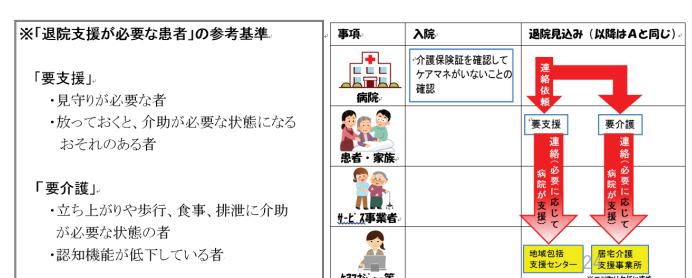 ※「退院支援が必要な患者」の参考基準
「要支援」
・見守りが必要な者
・放っておくと、介助が必要な状態になる
おそれのある者
「要介護」
・立ち上がりや歩行、食事、排泄に介助
が必要な状態の者
・認知機能が低下している者
事項
入院
退院見込み（以降はAと同じ）
病院
介護保険証を確認して
ケアマネがいないことの
確認
連絡依頼
要支援
要介護
患者・家族
連絡（必要に応じて
病院が支援）
連絡（必要に応じて
病院が支援）
サービス事業者
地域包括
支援センター
居宅介護
支援事業所
24